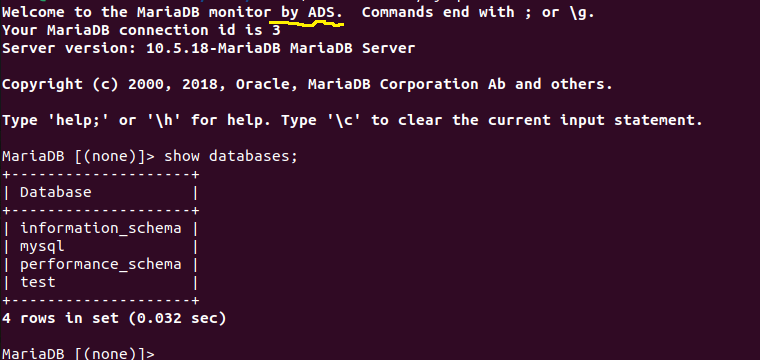 Welcome to the MariaDB monitor by ADS.  Commands end with ; or \g.
Your MariaDB connection id is 3
Server version: 10.5.18-MariaDB MariaDB Server
Copyright (c) 2000, 2018, Oracle, MariaDB Corporation Ab and others.
Type 'help;' or '\h' for help. Type '\c' to clear the current input statement.
MariaDB [(none)]> show databases;
+--------------------+
| Database           |
+--------------------+
| information_schema |
| mysql              |
| performance_schema |
| test               |
+--------------------+
4 rows in set (0.032 sec)
MariaDB [(none)]>